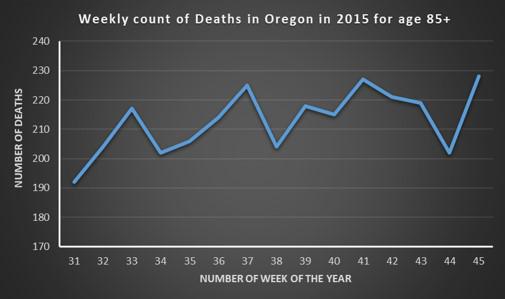 Weekly count of Deaths in Oregon in 2015 for age 85+
240
230
220
210
200
190
180
170
NUMBER OF DEATHS
31 32 33 34 35 36 37 38 39 40 41 42 43 44 45
NUMBER OF WEEK OF THE YEAR